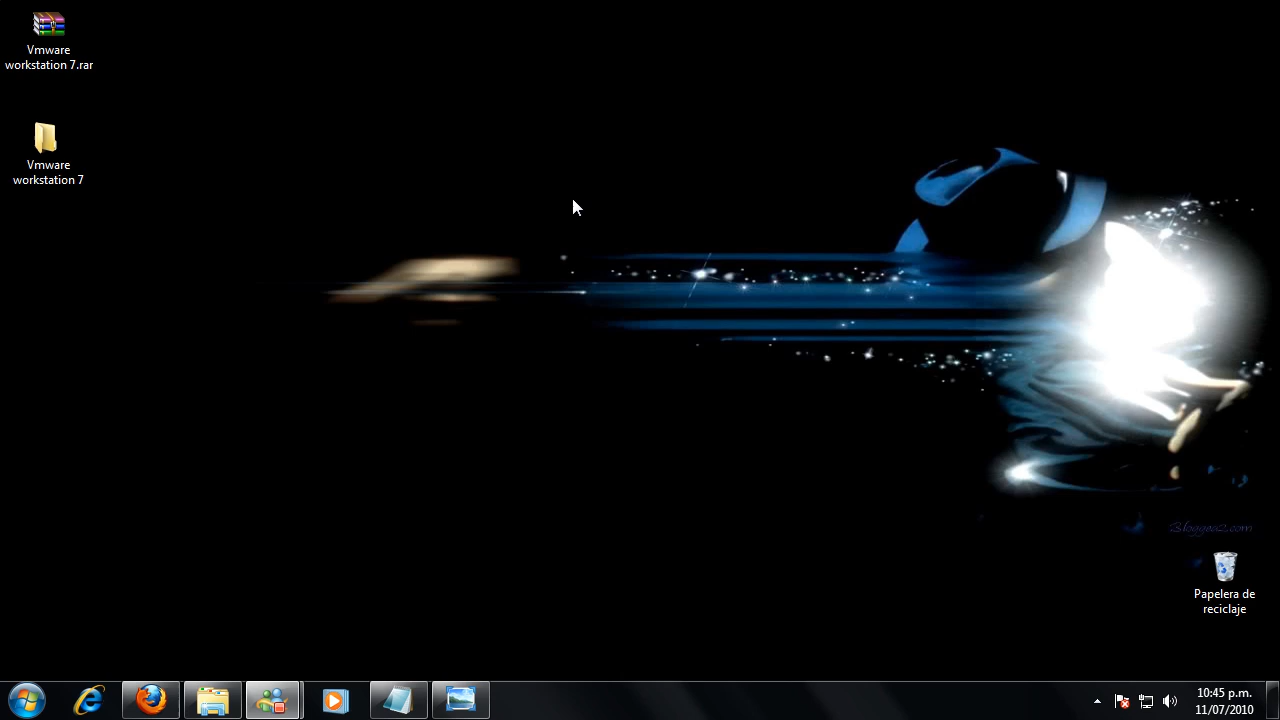 Vmware
workstation 7.rar
Vmware
workstation 7
Papelera de
reciclaje
10:45 p.m.
11/07/2010